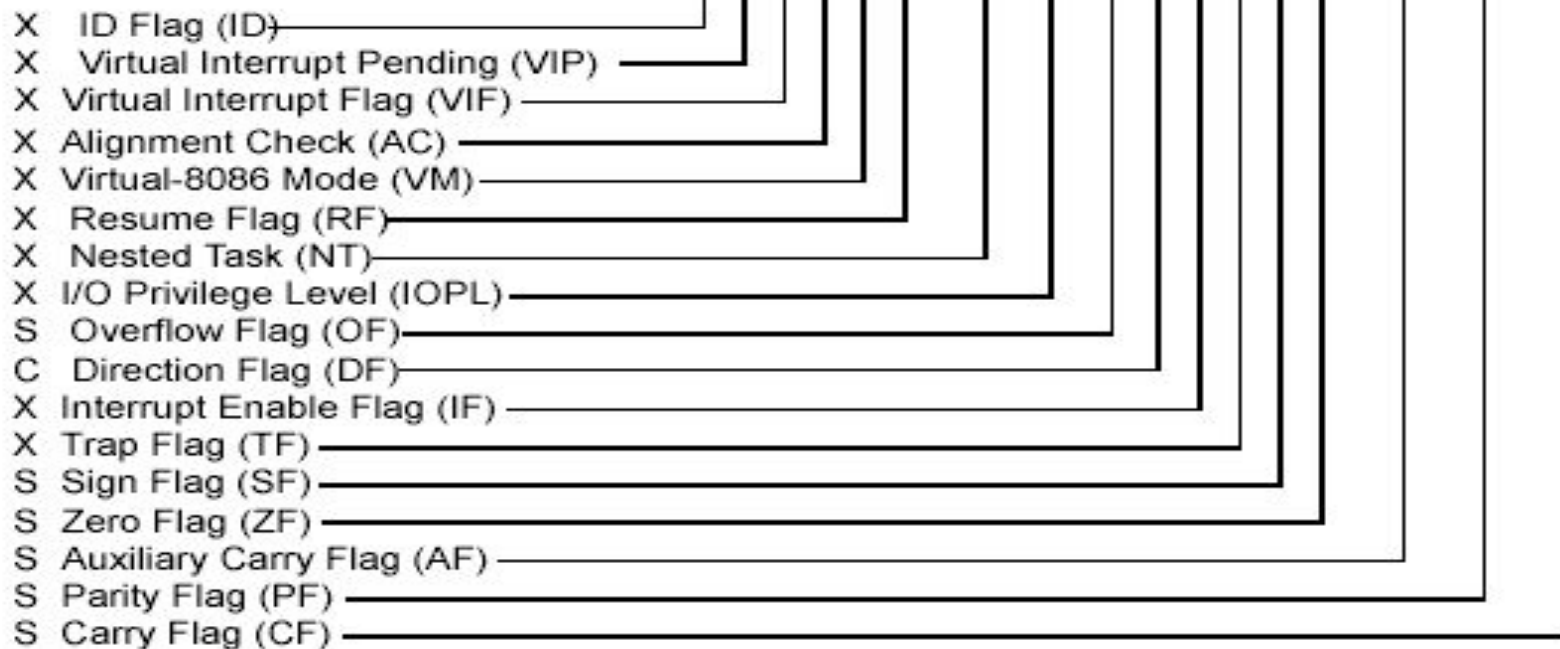 X ID Flag (ID)
X Virtual Interrupt Pending (VIP)
X Virtual Interrupt Flag (VIF)
X Alignment Check (AC)
X Virtual-8086 Mode (VM)
X Resume Flag (RF)
X Nested Task (NT)
X I/O Privilege Level (IOPL)
S Overflow Flag (OF)
C Direction Flag (DF)
X Interrupt Enable Flag (IF)
X Trap Flag (TF)
S Sign Flag (SF)
S Zero Flag (ZF)
S Auxiliary Carry Flag (AF)
S Parity Flag (PF)
S Carry Flag (CF)